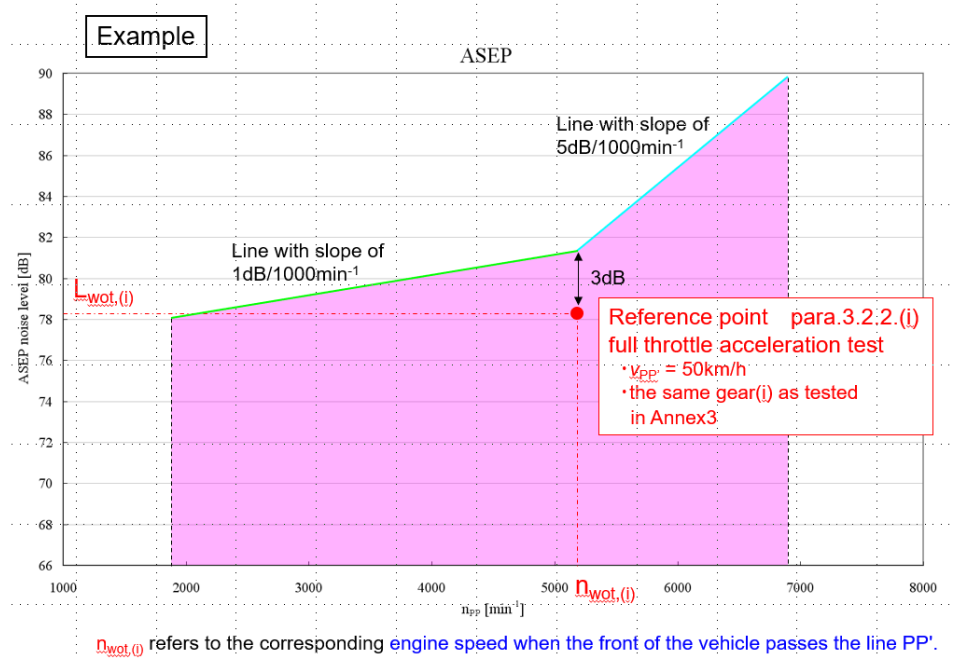 Example
ASEP
90
88
86
84
82
80
78
76
74
72
70
68
66
ASEP noise level [dB]
Line with slope of
5dB/1000min⁻¹
Line with slope of
1dB/1000min⁻¹
3dB
Lwot,(i)
Reference point para.3.2.2.(i)
full throttle acceleration test
・vPP' = 50km/h
・the same gear(i) as tested
in Annex3
1000 2000 3000 4000 5000 6000 7000 8000
nwot,(i)
nPP [min⁻¹]
nwot,(i) refers to the corresponding engine speed when the front of the vehicle passes the line PP'.